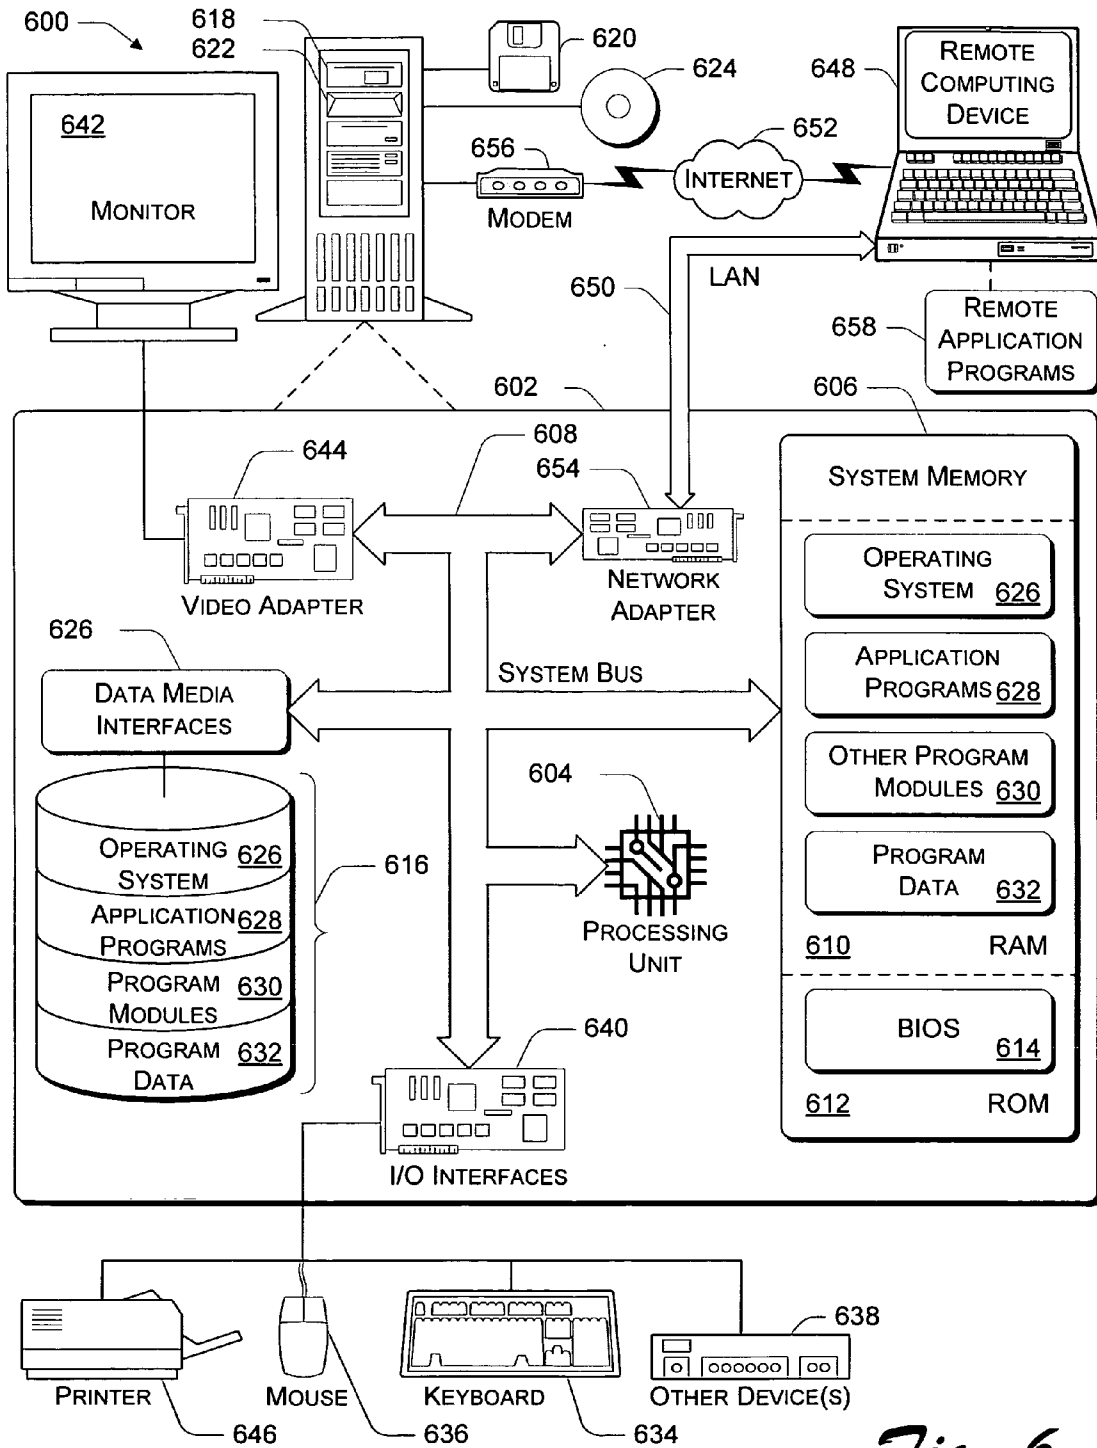 600
618
622
620
624
648
REMOTE
COMPUTING
DEVICE
642
MONITOR
656
MODEM
652
INTERNET
LAN
650
REMOTE
APPLICATION
PROGRAMS
658
602
606
644
608
654
VIDEO ADAPTER
NETWORK
ADAPTER
SYSTEM MEMORY
OPERATING
SYSTEM 626
APPLICATION
PROGRAMS 628
OTHER PROGRAM
MODULES 630
PROGRAM
DATA 632
610 RAM
BIOS 614
612 ROM
626
DATA MEDIA
INTERFACES
SYSTEM BUS
604
PROCESSING
UNIT
OPERATING 626
SYSTEM
616
APPLICATION 628
PROGRAMS
PROGRAM 630
MODULES
PROGRAM 632
DATA
640
I/O INTERFACES
PRINTER
646
MOUSE
636
KEYBOARD
634
638
OTHER DEVICE(S)
Fig. 6